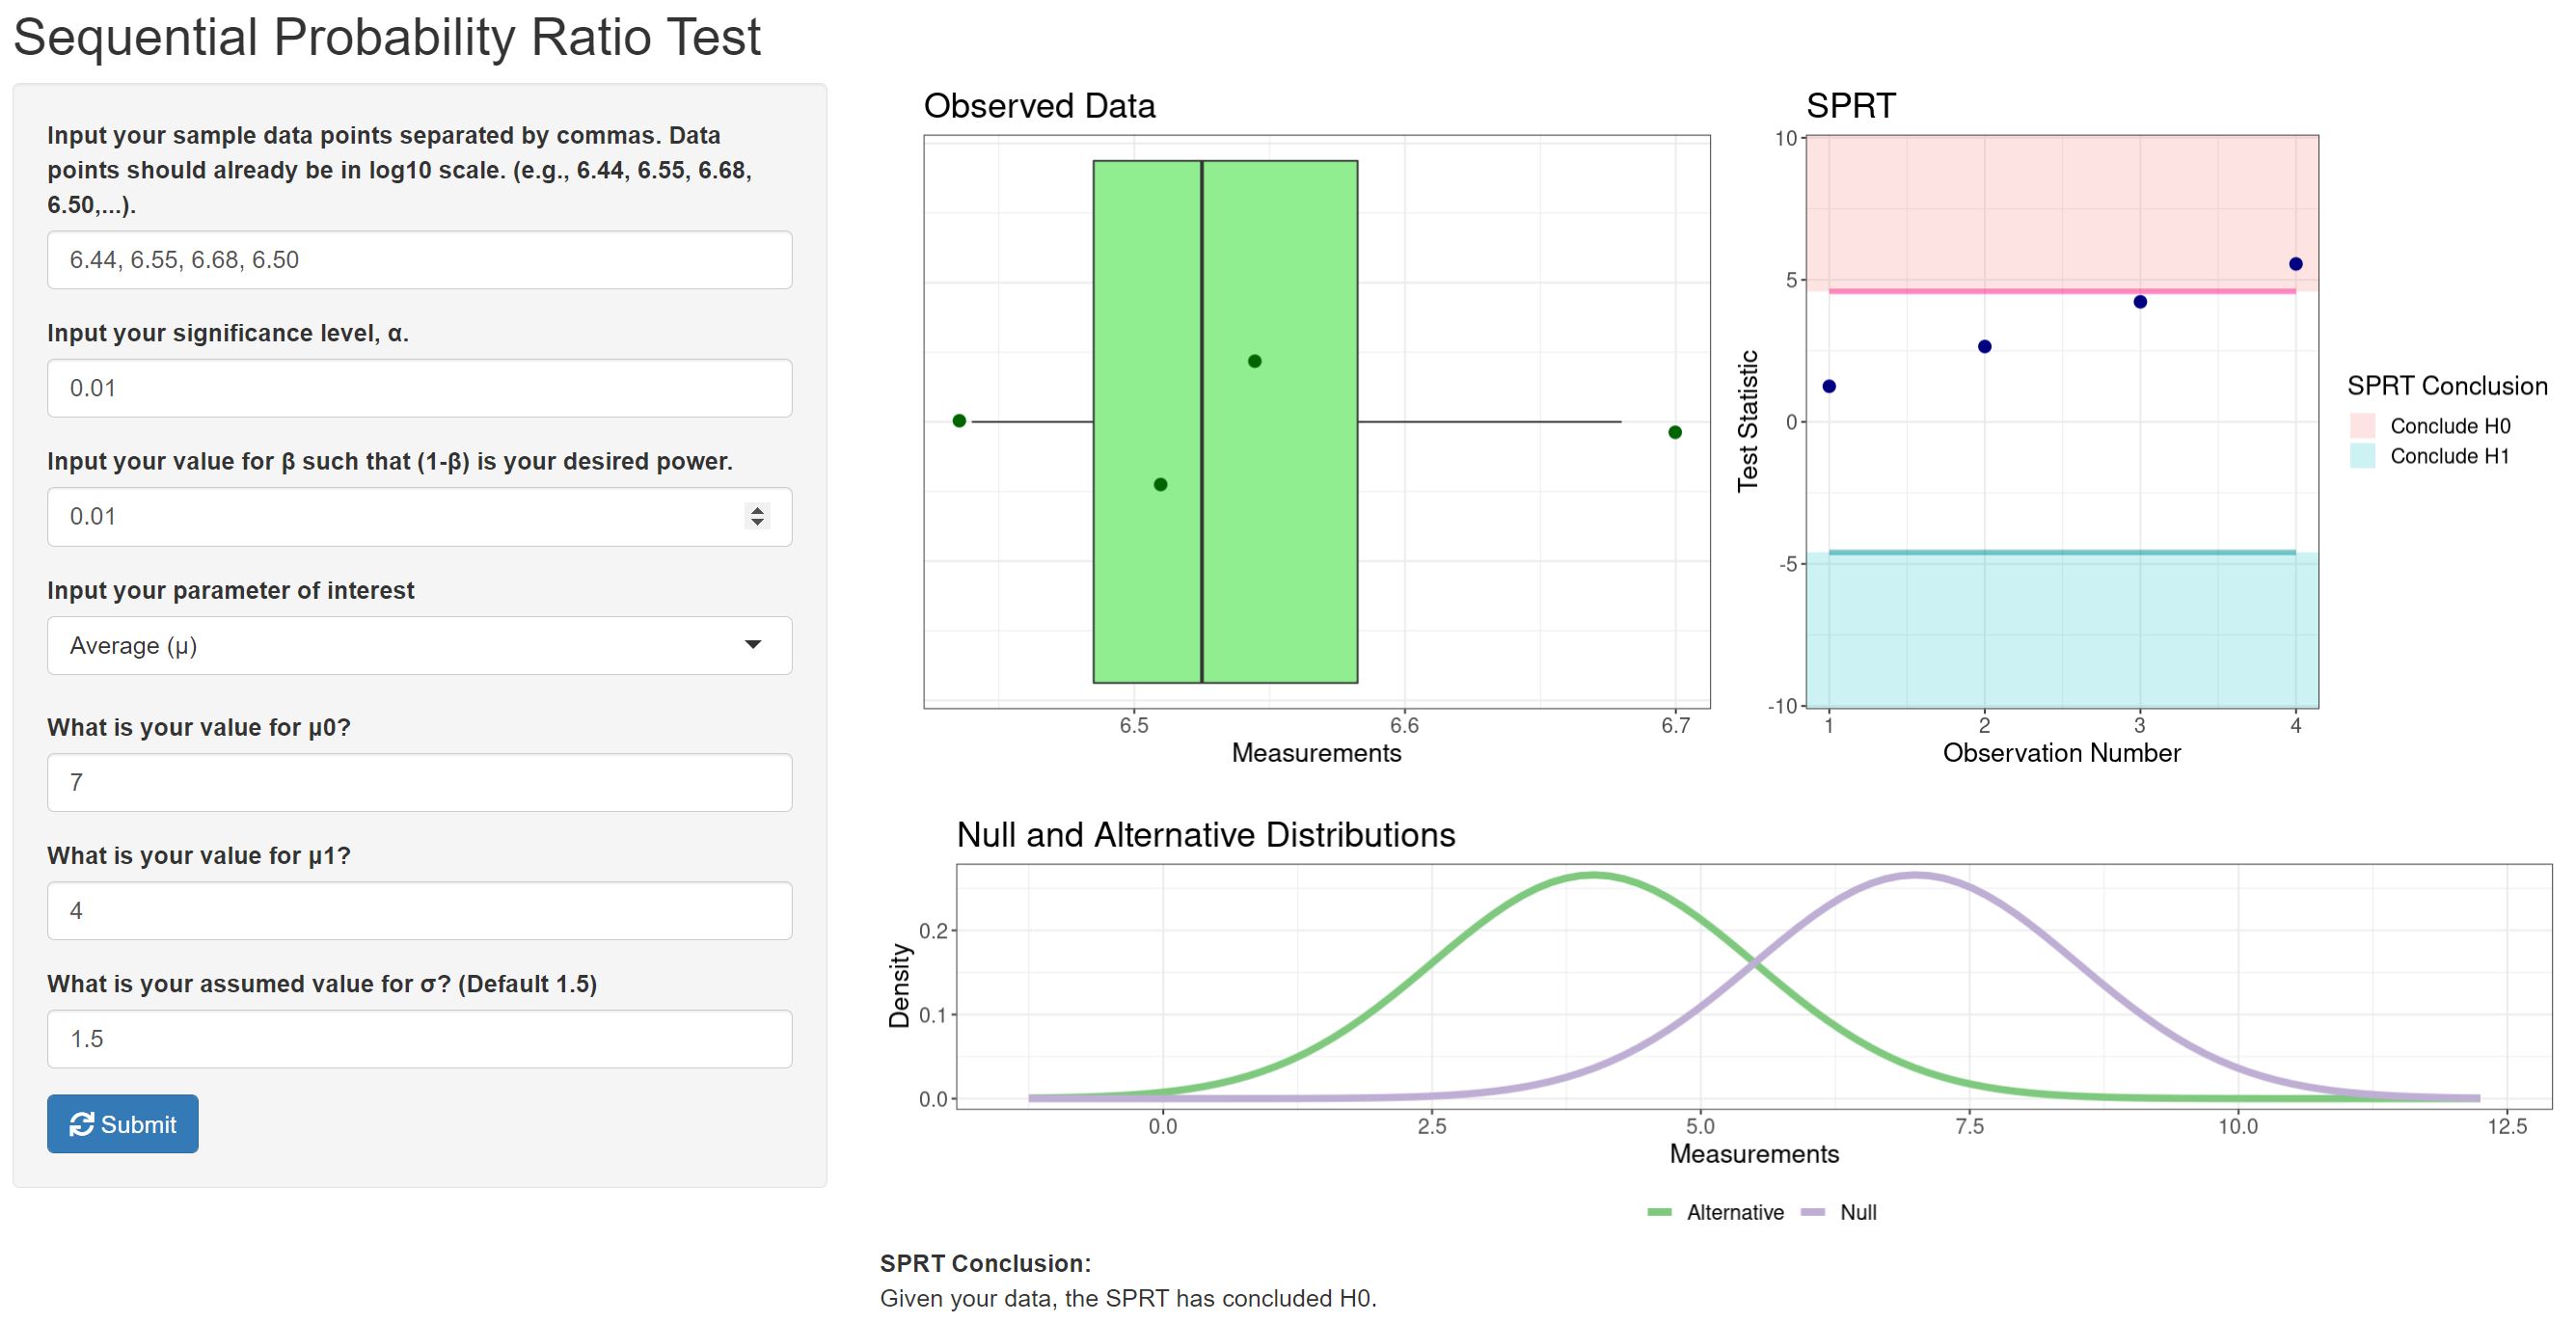 Sequential Probability Ratio Test
Input your sample data points separated by commas. Data
points should already be in log10 scale. (e.g., 6.44, 6.55, 6.68,
6.50,...).
6.44, 6.55, 6.68, 6.50
Input your significance level, α.
0.01
Input your value for β such that (1-β) is your desired power.
0.01
Input your parameter of interest
Average (μ)
What is your value for μ0?
7
What is your value for μ1?
4
What is your assumed value for σ? (Default 1.5)
1.5
Submit
Observed Data
6.5 6.6 6.7
Measurements
SPRT
Test Statistic
10
5
0
-5
-10
1 2 3 4
Observation Number
SPRT Conclusion
Conclude H0
Conclude H1
Null and Alternative Distributions
Density
0.2
0.1
0.0
0.0 2.5 5.0 7.5 10.0 12.5
Measurements
Alternative Null
SPRT Conclusion:
Given your data, the SPRT has concluded H0.